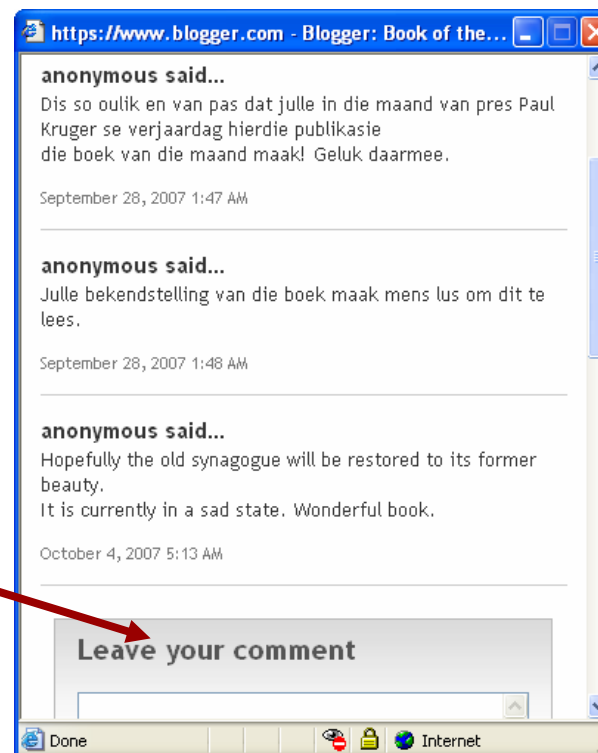 https://www.blogger.com - Blogger: Book of the...
anonymous said...
Dis so oulik en van pas dat julle in die maand van pres Paul
Kruger se verjaardag hierdie publikasie
die boek van die maand maak! Geluk daarmee.
September 28, 2007 1:47 AM
anonymous said...
Julle bekendstelling van die boek maak mens lus om dit te
lees.
September 28, 2007 1:48 AM
anonymous said...
Hopefully the old synagogue will be restored to its former
beauty.
It is currently in a sad state. Wonderful book.
October 4, 2007 5:13 AM
Leave your comment
Done
Internet